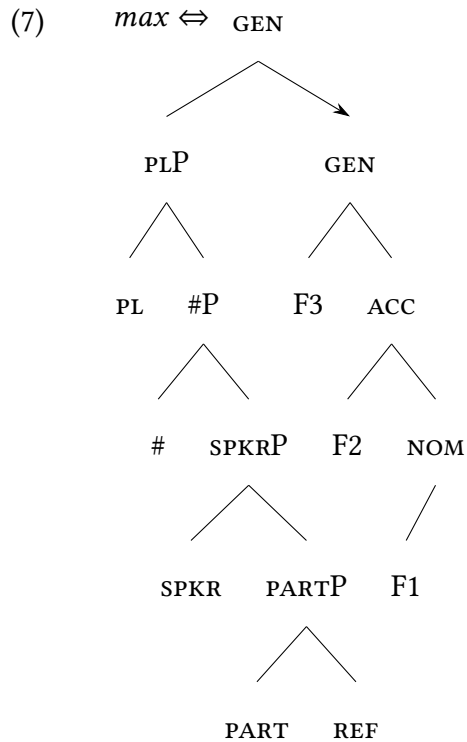 (7) max ⇔ GEN
PLP GEN
PL #P F3 ACC
# SPKRP F2 NOM
SPKR PARTP F1
PART REF